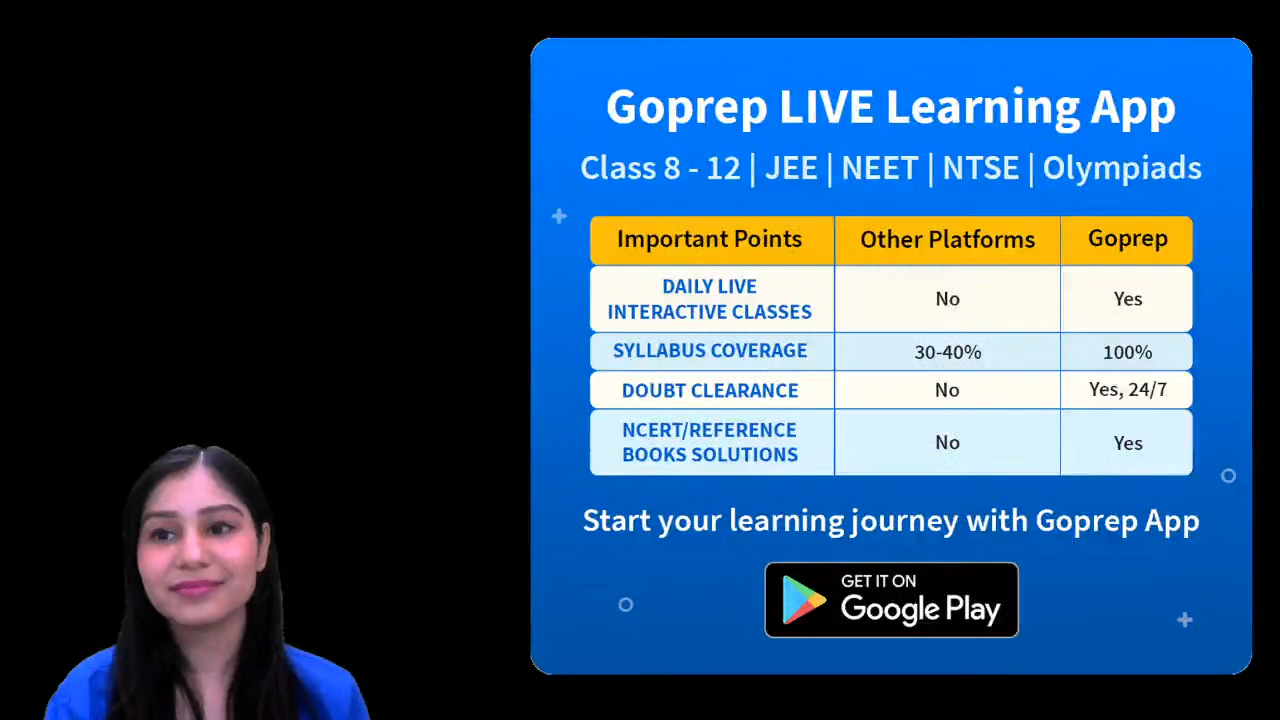 Goprep LIVE Learning App
Class 8 - 12 | JEE | NEET | NTSE | Olympiads
Important Points Other Platforms Goprep
DAILY LIVE
INTERACTIVE CLASSES No Yes
SYLLABUS COVERAGE 30-40% 100%
DOUBT CLEARANCE No Yes, 24/7
NCERT/REFERENCE
BOOKS SOLUTIONS No Yes
Start your learning journey with Goprep App
GET IT ON
Google Play